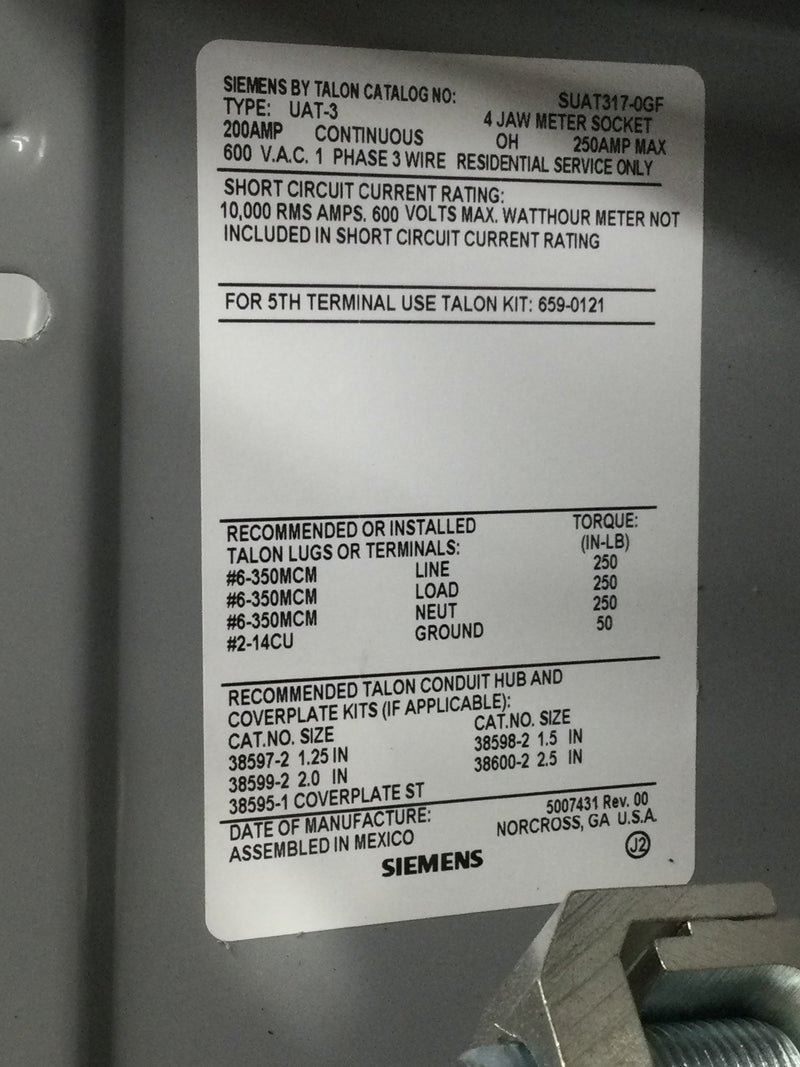 SIEMENS BY TALON CATALOG NO: SUAT317-0GF
TYPE: UAT-3 4 JAW METER SOCKET
200AMP CONTINUOUS OH 250AMP MAX
600 V.A.C. 1 PHASE 3 WIRE RESIDENTIAL SERVICE ONLY
SHORT CIRCUIT CURRENT RATING:
10,000 RMS AMPS. 600 VOLTS MAX. WATTHOUR METER NOT
INCLUDED IN SHORT CIRCUIT CURRENT RATING
FOR 5TH TERMINAL USE TALON KIT: 659-0121
RECOMMENDED OR INSTALLED TORQUE:
TALON LUGS OR TERMINALS: (IN-LB)
#6-350MCM LINE 250
#6-350MCM LOAD 250
#6-350MCM NEUT 250
#2-14CU GROUND 50
RECOMMENDED TALON CONDUIT HUB AND
COVERPLATE KITS (IF APPLICABLE):
CAT.NO. SIZE CAT.NO. SIZE
38597-2 1.25 IN 38598-2 1.5 IN
38599-2 2.0 IN 38600-2 2.5 IN
38595-1 COVERPLATE ST
DATE OF MANUFACTURE: 5007431 Rev. 00
ASSEMBLED IN MEXICO NORCROSS, GA U.S.A.
SIEMENS J2